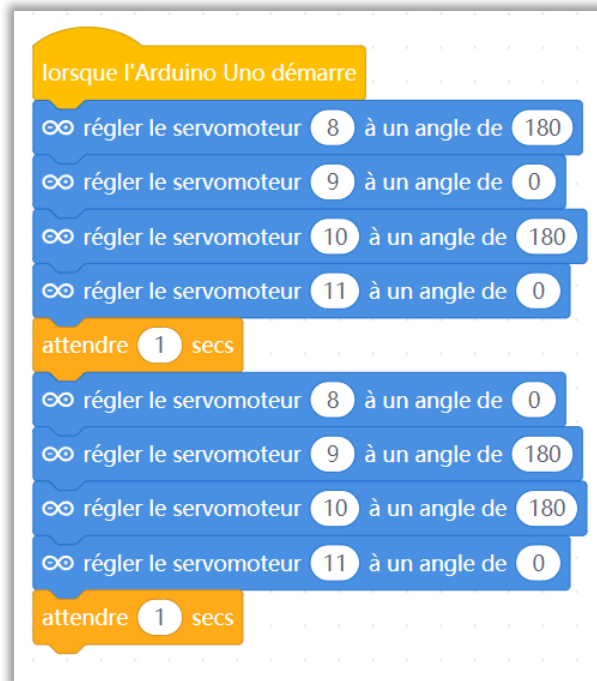 lorsque l'Arduino Uno démarre
régler le servomoteur 8 à un angle de 180
régler le servomoteur 9 à un angle de 0
régler le servomoteur 10 à un angle de 180
régler le servomoteur 11 à un angle de 0
attendre 1 secs
régler le servomoteur 8 à un angle de 0
régler le servomoteur 9 à un angle de 180
régler le servomoteur 10 à un angle de 180
régler le servomoteur 11 à un angle de 0
attendre 1 secs